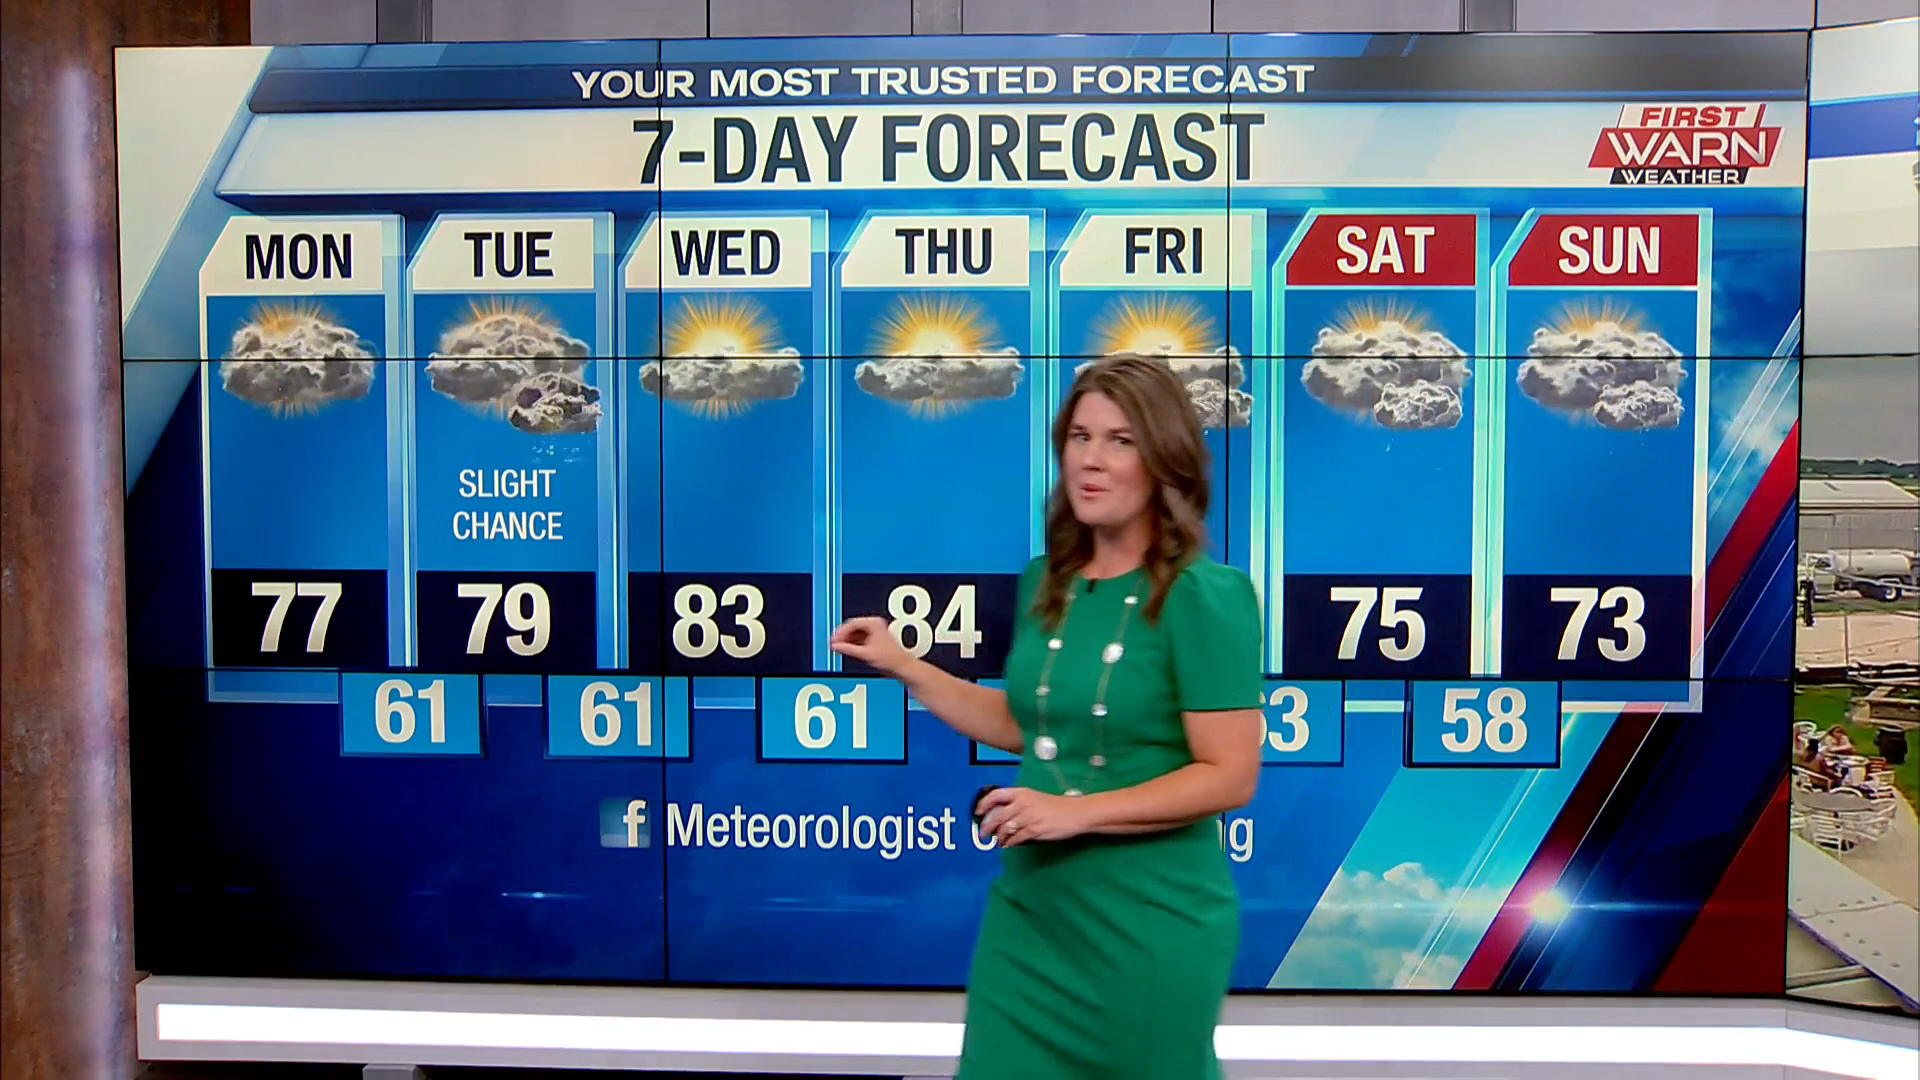 YOUR MOST TRUSTED FORECAST
7-DAY FORECAST
FIRST
WARN
WEATHER
MON TUE WED THU FRI SAT SUN
SLIGHT
CHANCE
77 79 83 84 75 73
61 61 61 58
f Meteorologist